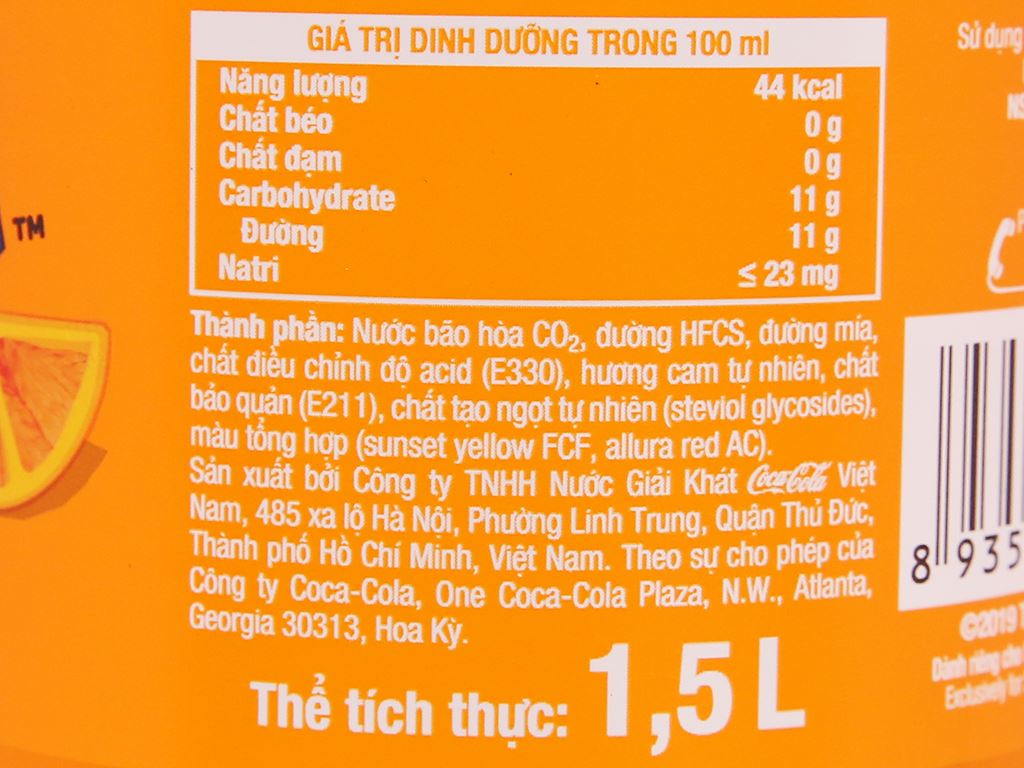 TM
GIÁ TRỊ DINH DƯỠNG TRONG 100 ml
Năng lượng 44 kcal
Chất béo 0 g
Chất đạm 0 g
Carbohydrate 11 g
Đường 11 g
Natri ≤ 23 mg
Thành phần: Nước bão hòa CO₂, đường HFCS, đường mía,
chất điều chỉnh độ acid (E330), hương cam tự nhiên, chất
bảo quản (E211), chất tạo ngọt tự nhiên (steviol glycosides),
màu tổng hợp (sunset yellow FCF, allura red AC).
Sản xuất bởi Công ty TNHH Nước Giải Khát Coca-Cola Việt
Nam, 485 xa lộ Hà Nội, Phường Linh Trung, Quận Thủ Đức,
Thành phố Hồ Chí Minh, Việt Nam. Theo sự cho phép của
Công ty Coca-Cola, One Coca-Cola Plaza, N.W., Atlanta,
Georgia 30313, Hoa Kỳ.
Thể tích thực: 1,5 L
Sử dụng
8 935
©2019
Dành riêng cho
Exclusively for